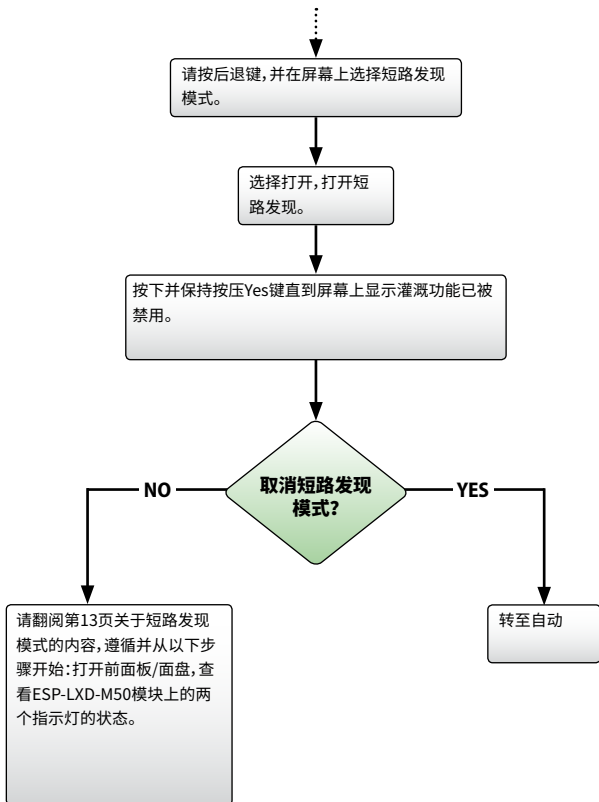 请按后退键，并在屏幕上选择短路发现
模式。
选择打开，打开短
路发现。
按下并保持按压Yes键直到屏幕上显示灌溉功能已被
禁用。
取消短路发现
模式？
NO
YES
请翻阅第13页关于短路发现
模式的内容，遵循并从以下步
骤开始：打开前面板/面盘，查
看ESP-LXD-M50模块上的两
个指示灯的状态。
转至自动